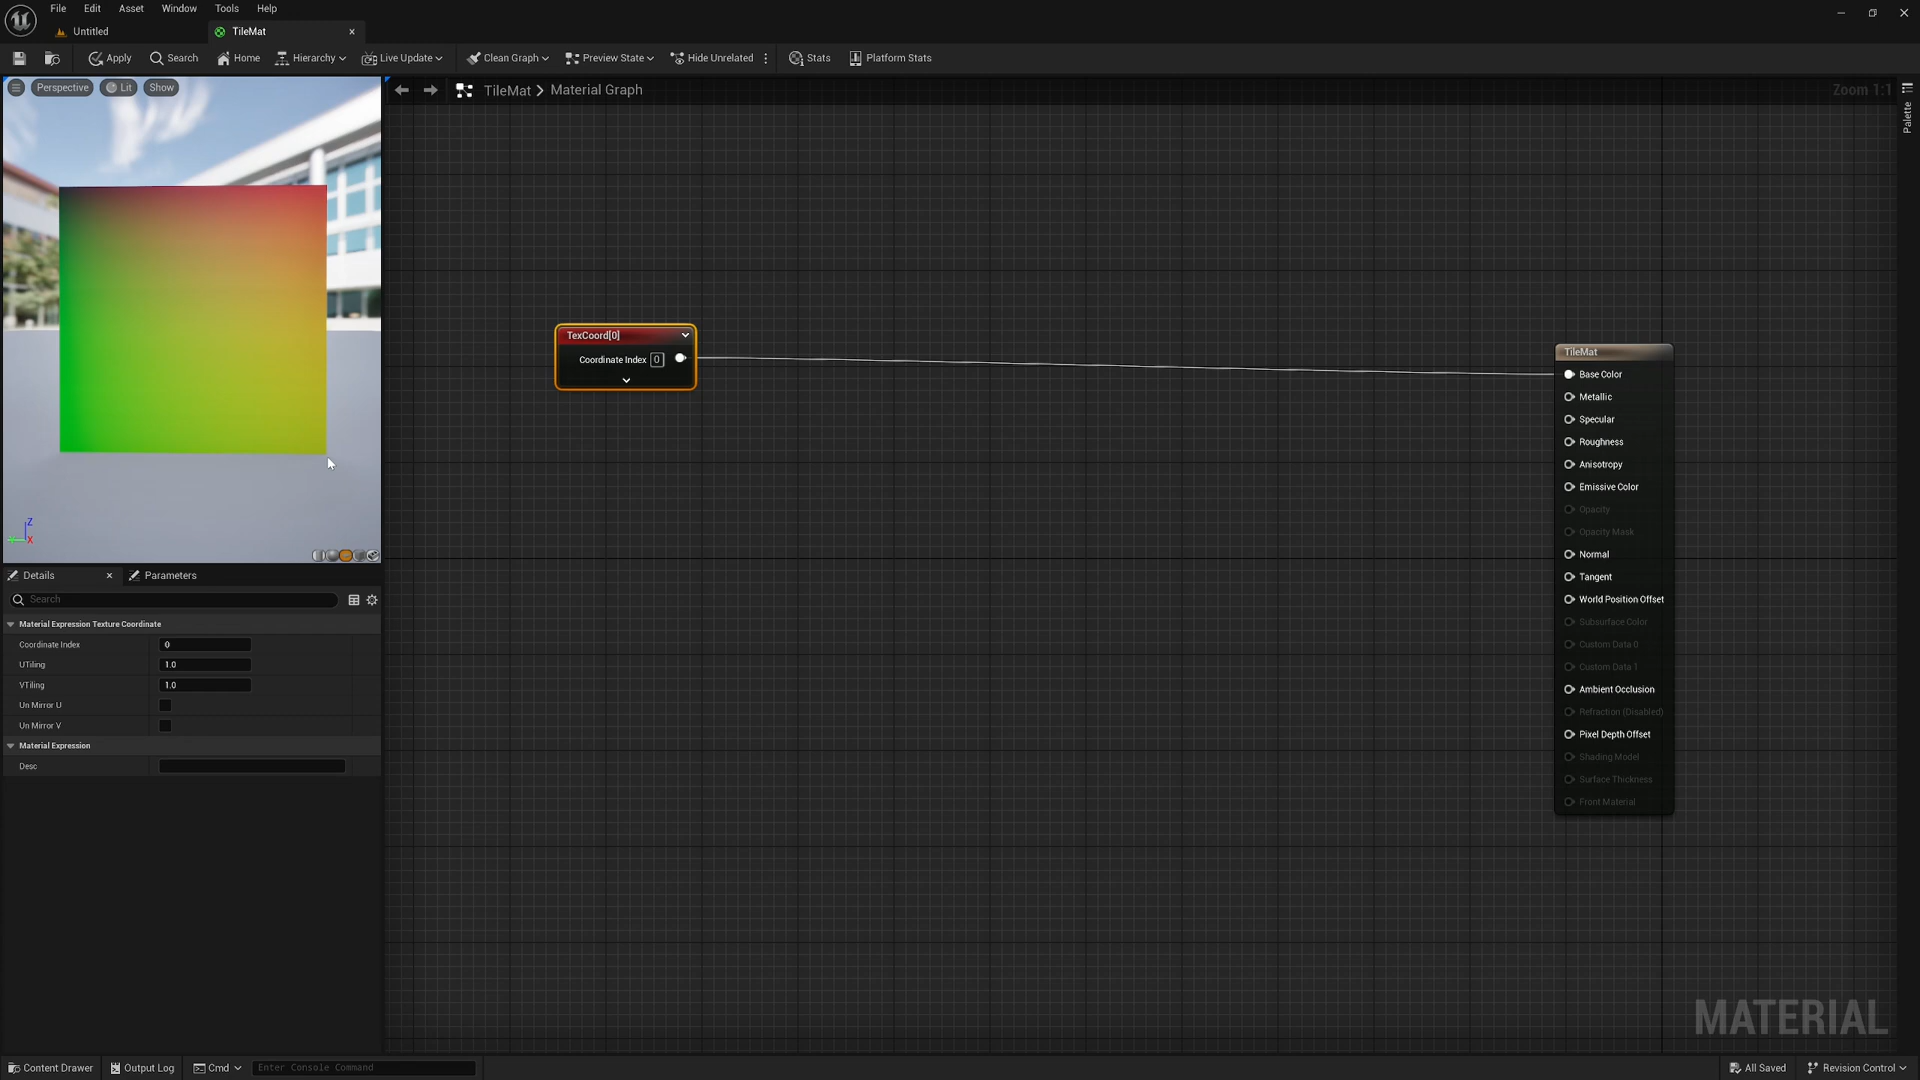 File Edit Asset Window Tools Help
Untitled
TileMat
Apply Search Home Hierarchy Live Update Clean Graph Preview State Hide Unrelated Stats Platform Stats
Perspective Lit Show
TileMat > Material Graph
Zoom 1:1
Palette
TexCoord[0]
Coordinate Index 0
TileMat
Base Color
Metallic
Specular
Roughness
Anisotropy
Emissive Color
Opacity
Opacity Mask
Normal
Tangent
World Position Offset
Subsurface Color
Custom Data 0
Custom Data 1
Ambient Occlusion
Refraction (Disabled)
Pixel Depth Offset
Shading Model
Surface Thickness
Front Material
Z
X
Details Parameters
Search
Material Expression Texture Coordinate
Coordinate Index 0
UTiling 1.0
VTiling 1.0
Un Mirror U
Un Mirror V
Material Expression
Desc
MATERIAL
Content Drawer Output Log Cmd Enter Console Command All Saved Revision Control